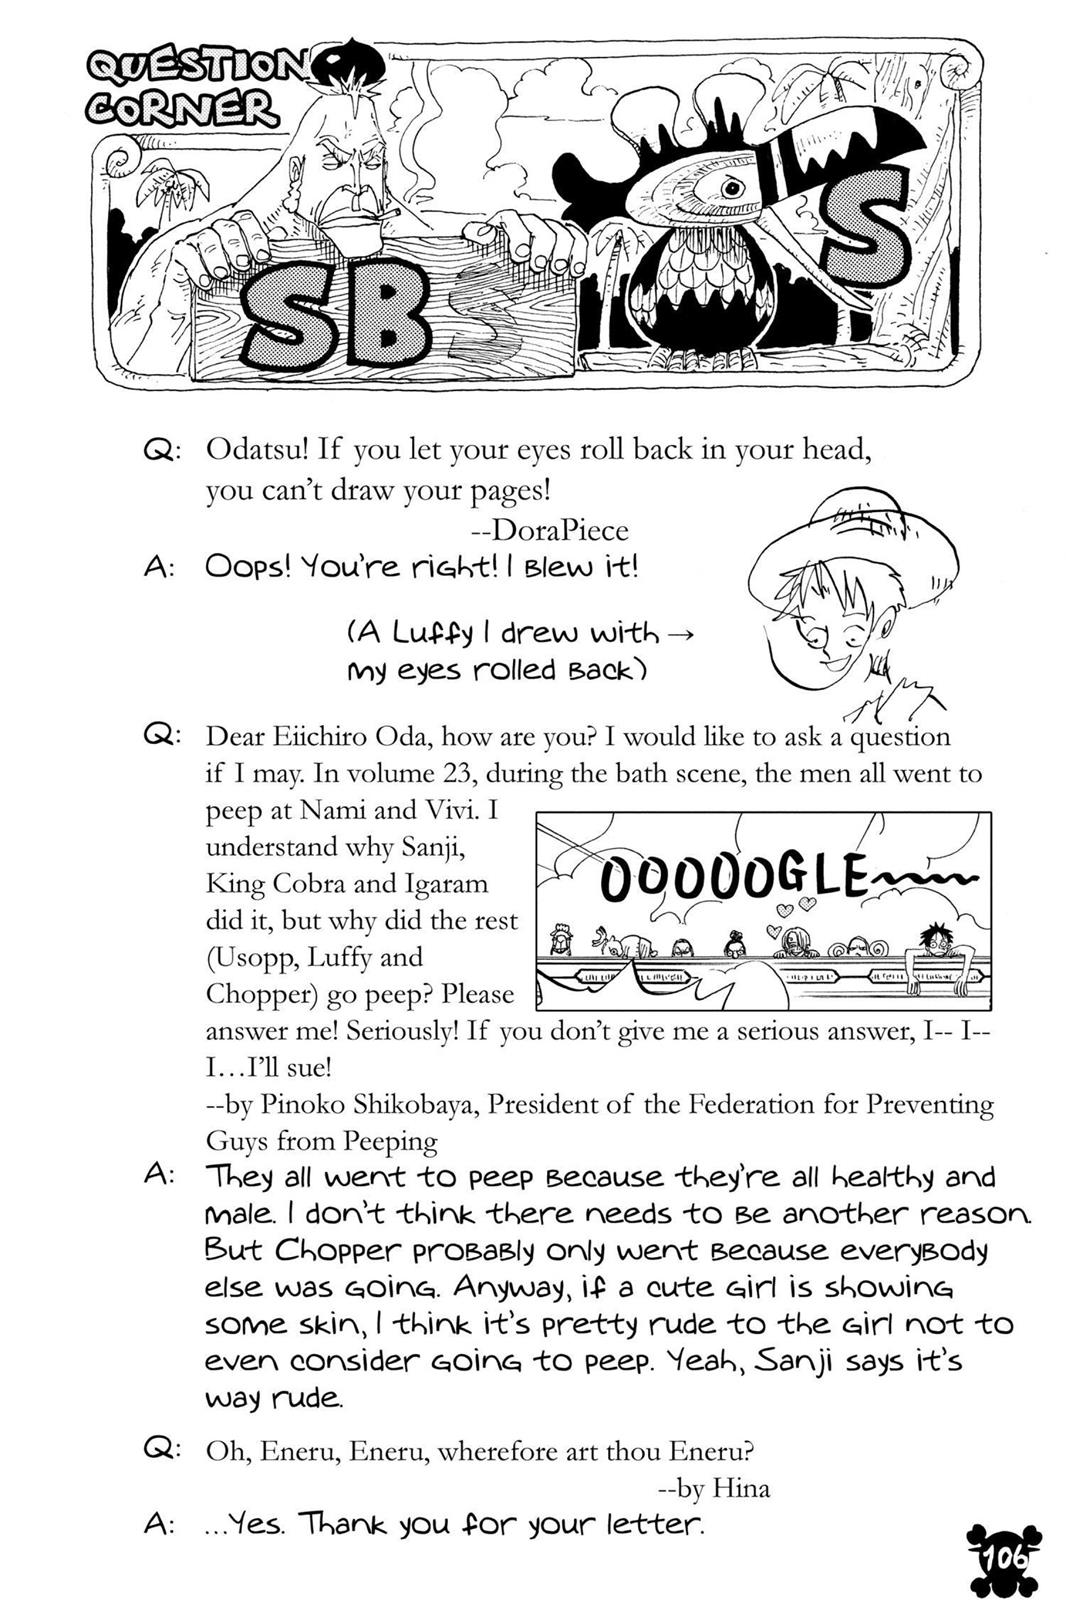 QUESTION
CORNER
SBS
S
Q: Odatsu! If you let your eyes roll back in your head,
you can't draw your pages!
--DoraPiece
A: Oops! You're right! I blew it!
(A Luffy I drew with →
my eyes rolled back)
Q: Dear Eiichiro Oda, how are you? I would like to ask a question
if I may. In volume 23, during the bath scene, the men all went to
peep at Nami and Vivi. I
understand why Sanji,
King Cobra and Igaram
did it, but why did the rest
(Usopp, Luffy and
Chopper) go peep? Please
OOOOOGLE
answer me! Seriously! If you don't give me a serious answer, I-- I--
I…I'll sue!
--by Pinoko Shikobaya, President of the Federation for Preventing
Guys from Peeping
A: They all went to peep because they're all healthy and
male. I don't think there needs to be another reason.
But Chopper probably only went because everybody
else was going. Anyway, if a cute girl is showing
some skin, I think it's pretty rude to the girl not to
even consider going to peep. Yeah, Sanji says it's
way rude.
Q: Oh, Eneru, Eneru, wherefore art thou Eneru?
--by Hina
A: ...Yes. Thank you for your letter.
106